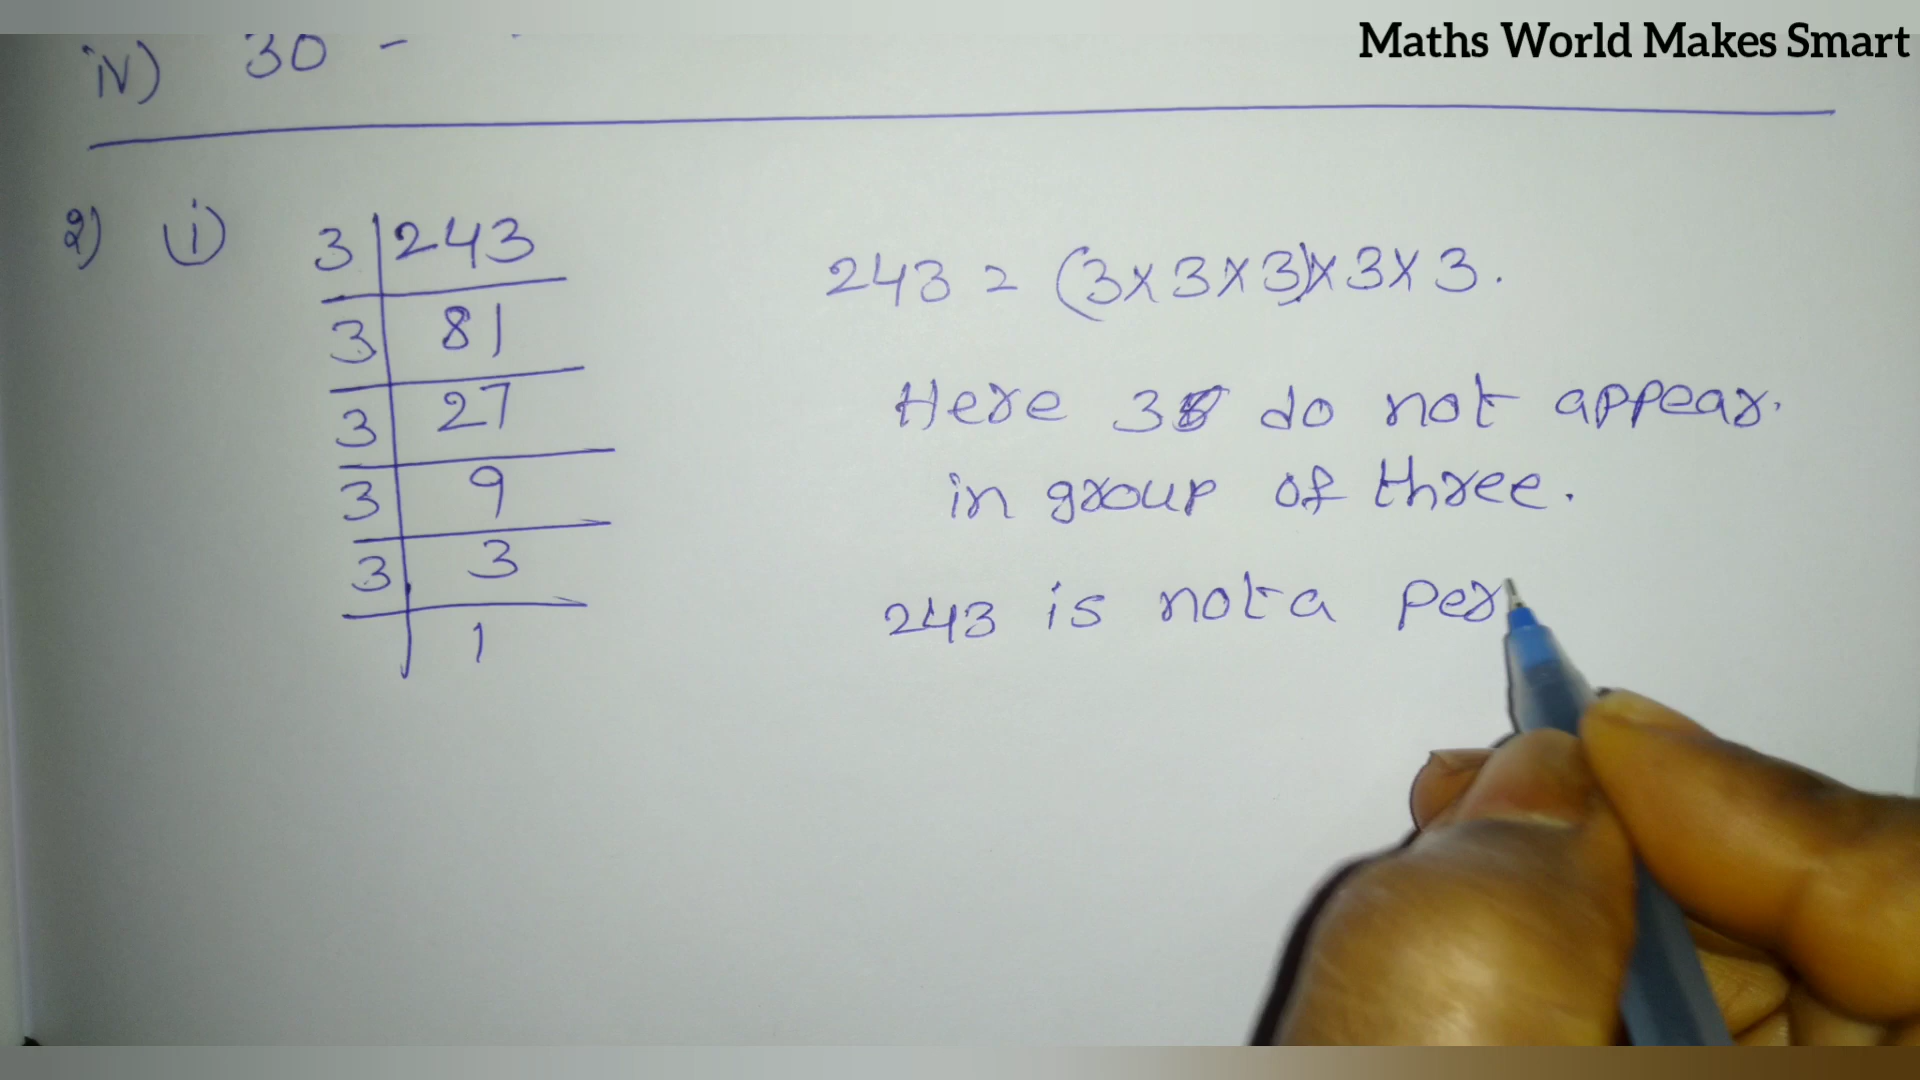 Maths World Makes Smart
iv) 30 -
2) (i) 3 | 243
3 | 81
3 | 27
3 | 9
3 | 3
1
243 = (3×3×3)×3×3.
Here 3s do not appear.
in group of three.
243 is not a per